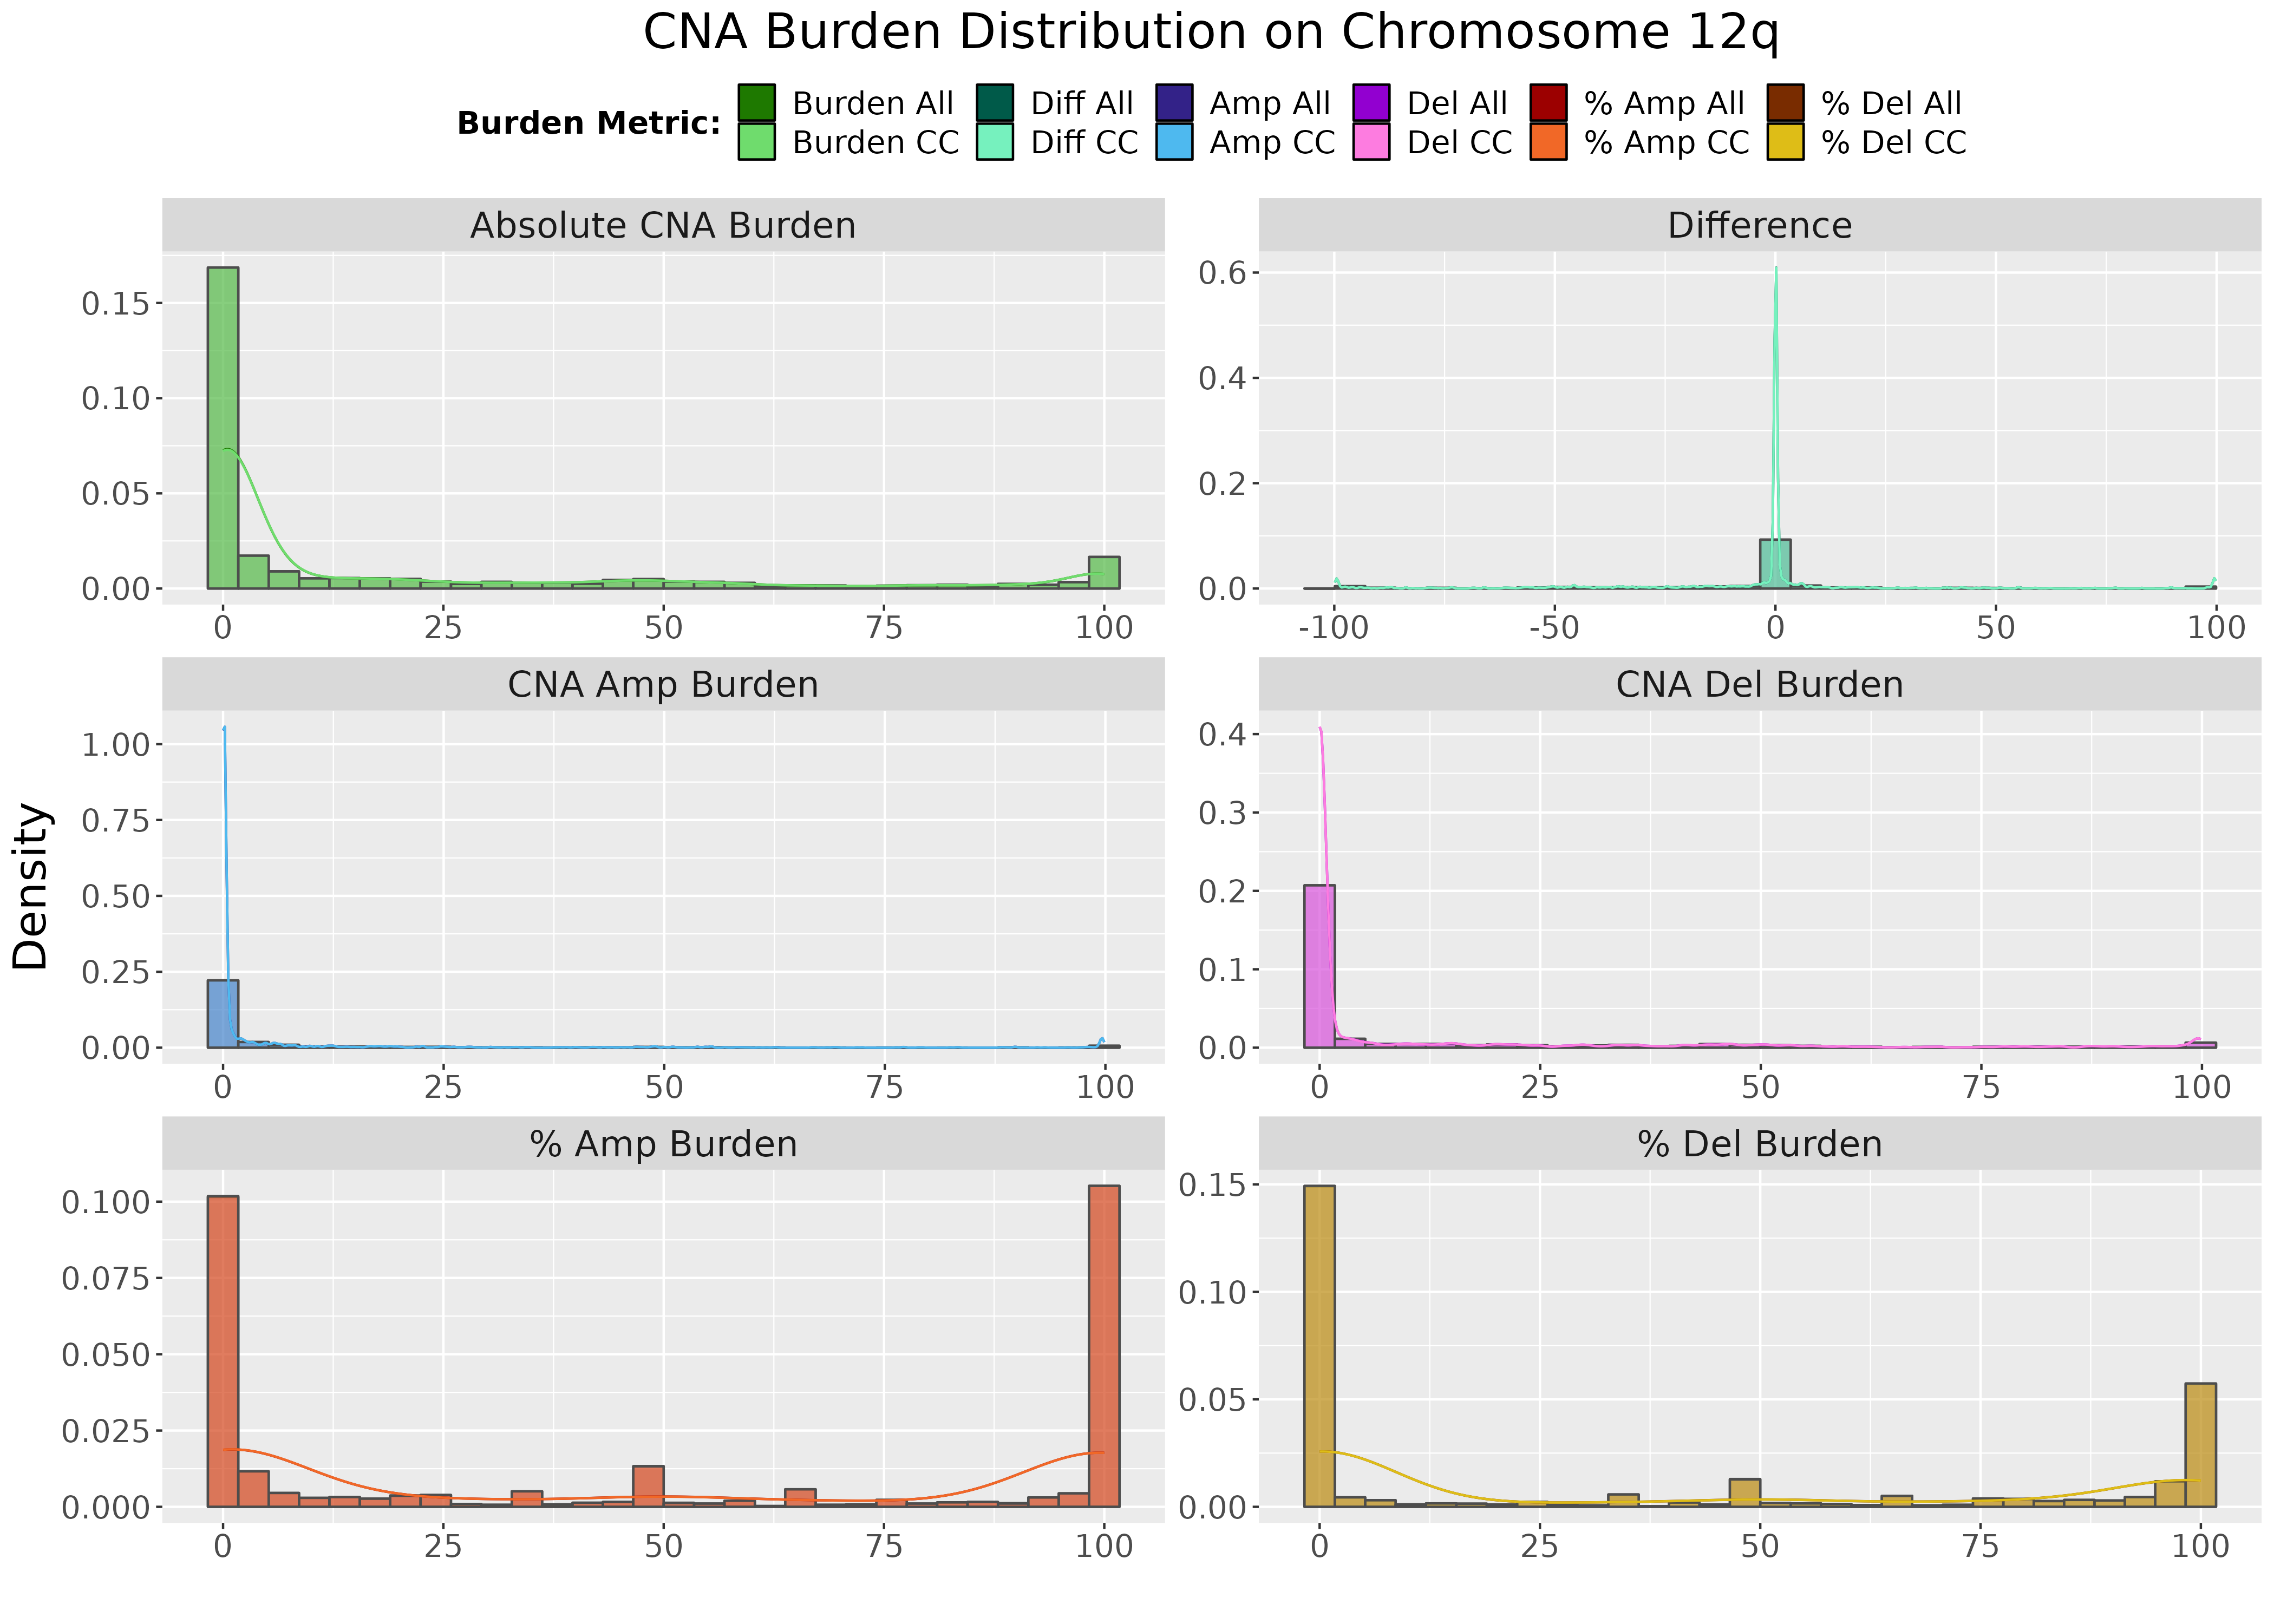 CNA Burden Distribution on Chromosome 12q
Burden Metric:
Burden All Diff All Amp All Del All % Amp All % Del All
Burden CC Diff CC Amp CC Del CC % Amp CC % Del CC
Absolute CNA Burden
0.15
0.10
0.05
0.00
0 25 50 75 100
Difference
0.6
0.4
0.2
0.0
-100 -50 0 50 100
Density
CNA Amp Burden
1.00
0.75
0.50
0.25
0.00
0 25 50 75 100
CNA Del Burden
0.4
0.3
0.2
0.1
0.0
0 25 50 75 100
% Amp Burden
0.100
0.075
0.050
0.025
0.000
0 25 50 75 100
% Del Burden
0.15
0.10
0.05
0.00
0 25 50 75 100